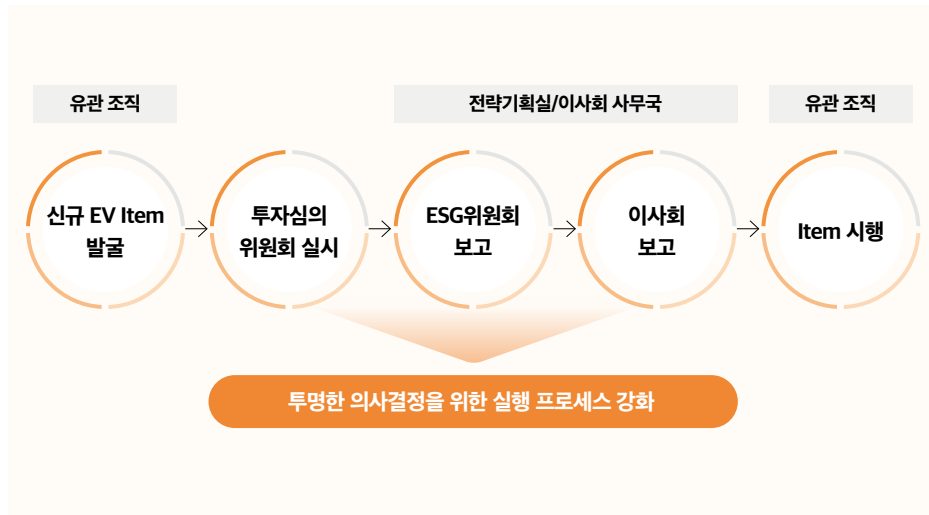 유관 조직
전략기획실/이사회 사무국
유관 조직
신규 EV Item
발굴
투자심의
위원회 실시
ESG위원회
보고
이사회
보고
Item 시행
투명한 의사결정을 위한 실행 프로세스 강화